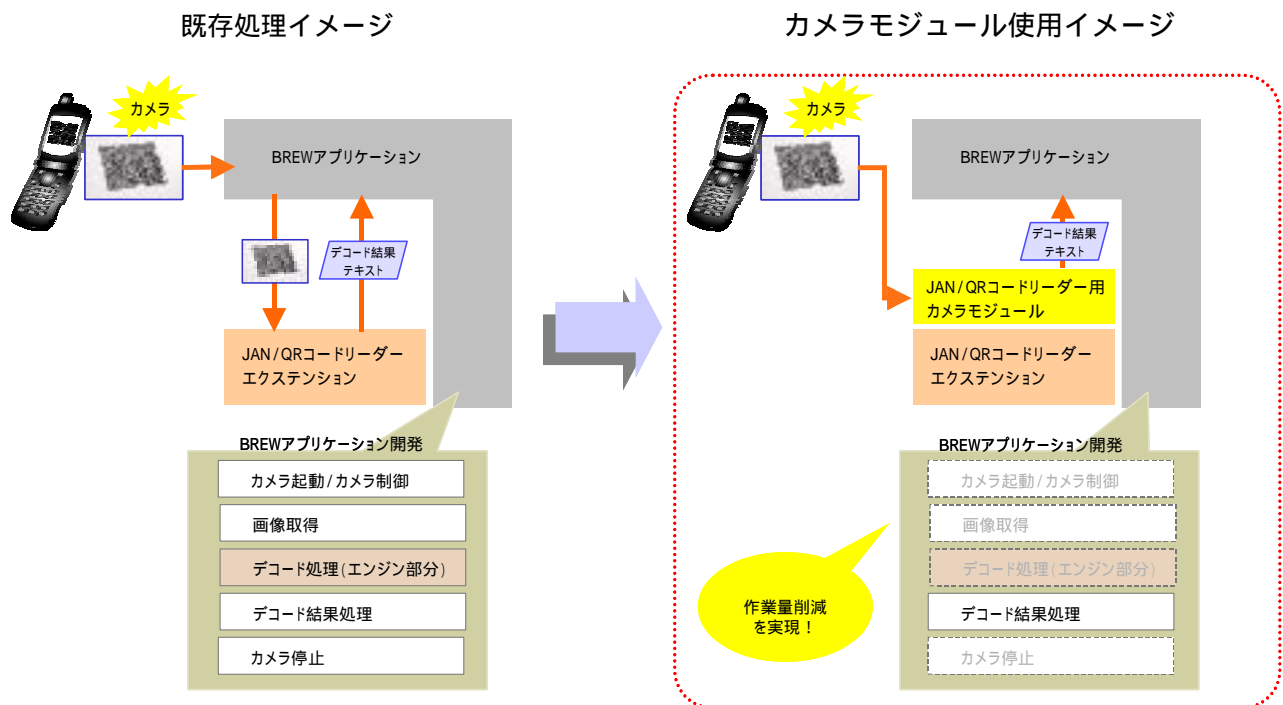 既存処理イメージ
カメラ
BREWアプリケーション
デコード結果
テキスト
JAN/QRコードリーダー
エクステンション
BREWアプリケーション開発
カメラ起動/カメラ制御
画像取得
デコード処理(エンジン部分)
デコード結果処理
カメラ停止
カメラモジュール使用イメージ
カメラ
BREWアプリケーション
デコード結果
テキスト
JAN/QRコードリーダー用
カメラモジュール
JAN/QRコードリーダー
エクステンション
BREWアプリケーション開発
カメラ起動/カメラ制御
画像取得
デコード処理(エンジン部分)
デコード結果処理
カメラ停止
作業量削減
を実現！